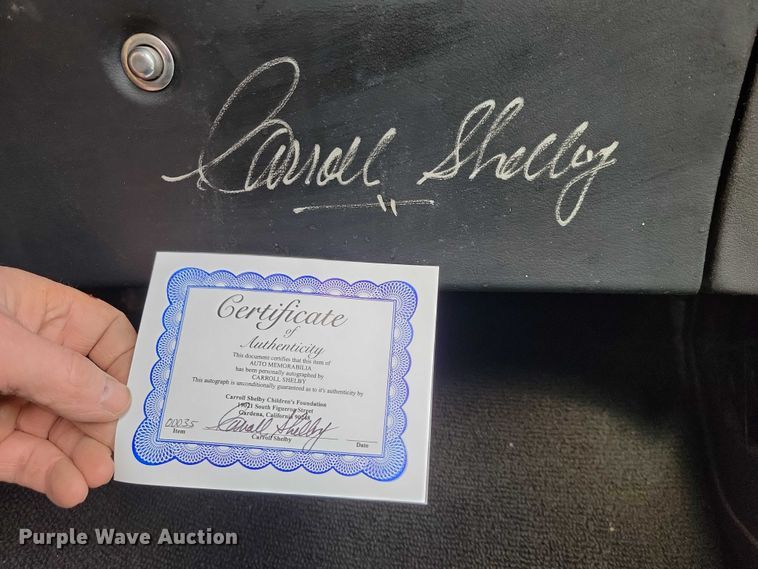 Carroll Shelby
Certificate
of
Authenticity
This document certifies that this item of
AUTO MEMORABILIA
has been personally autographed by
CARROLL SHELBY
This autograph is unconditionally guaranteed as to it's authenticity by
Carroll Shelby Children's Foundation
19021 South Figueroa Street
Gardena, California 90248
00035 Carroll Shelby
Item Carroll Shelby Date
Purple Wave Auction